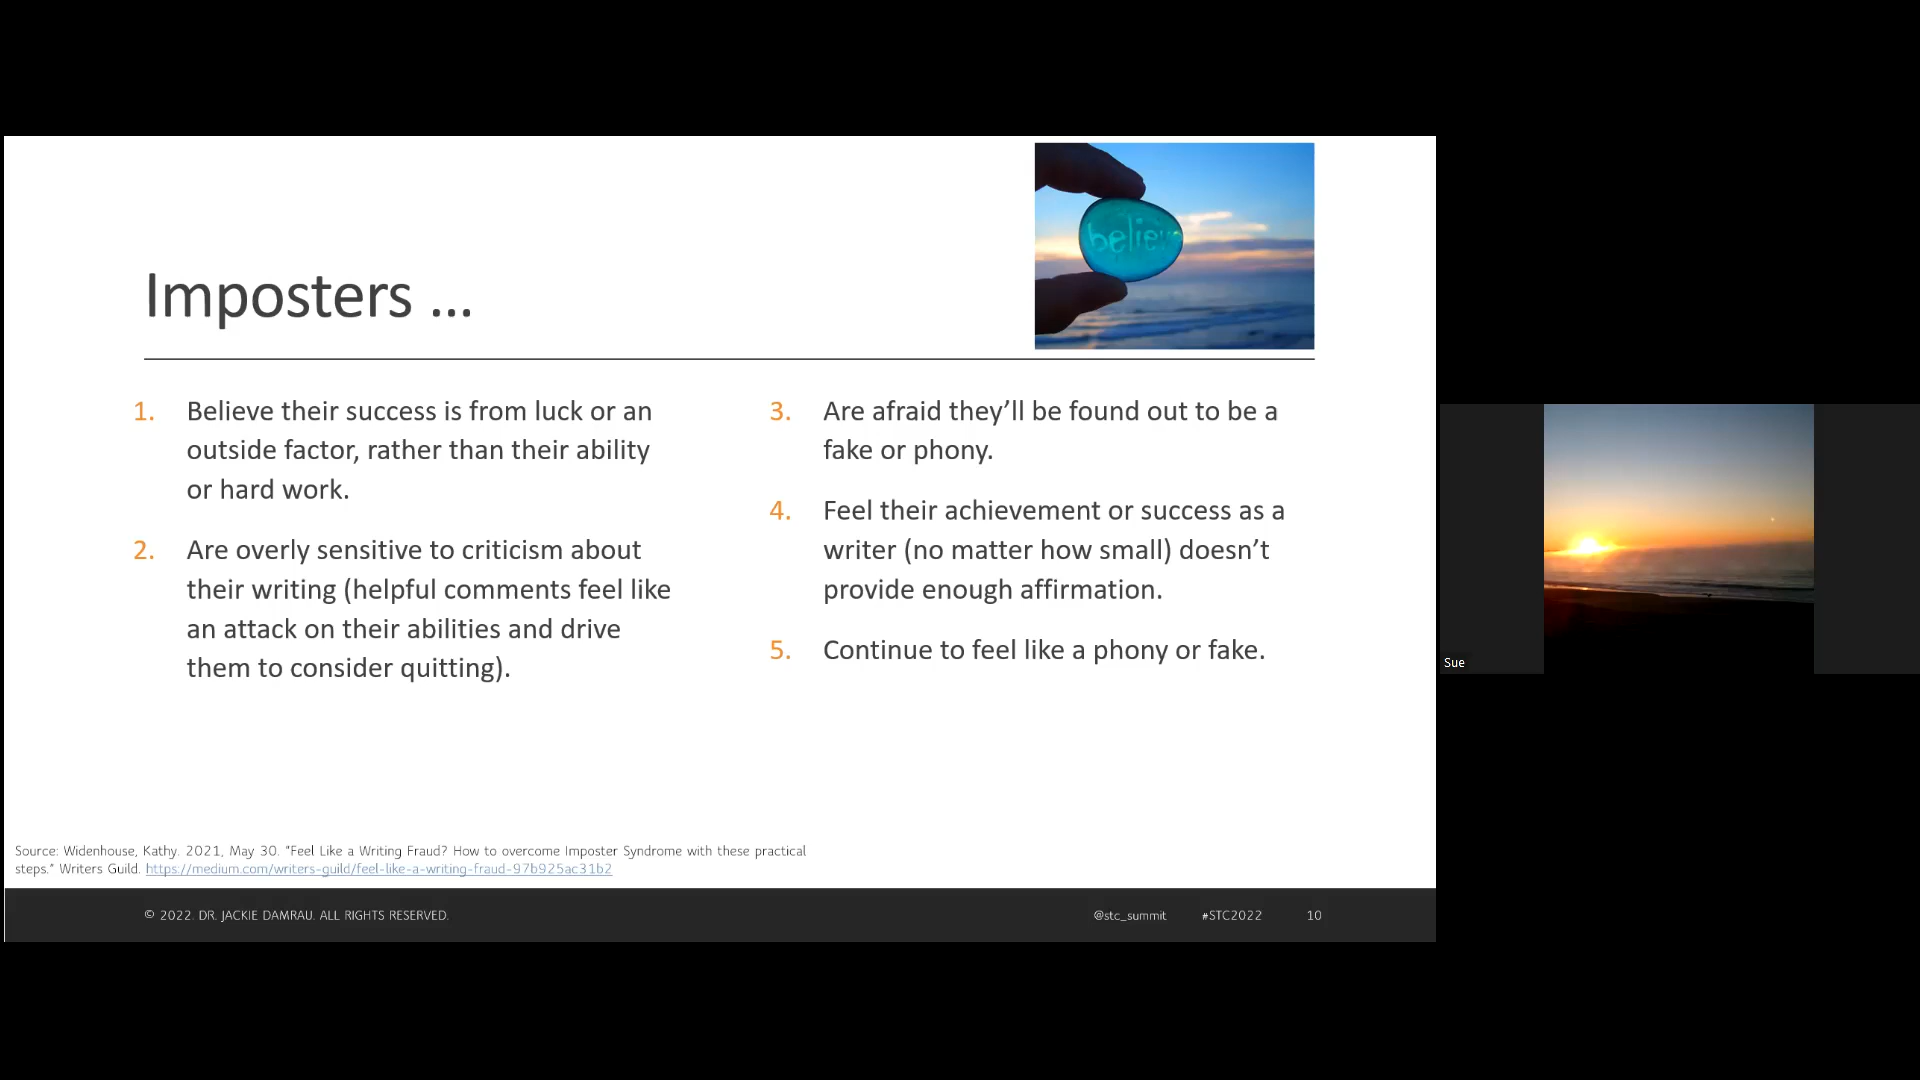 believe
Imposters ...
1. Believe their success is from luck or an
outside factor, rather than their ability
or hard work.
2. Are overly sensitive to criticism about
their writing (helpful comments feel like
an attack on their abilities and drive
them to consider quitting).
3. Are afraid they’ll be found out to be a
fake or phony.
4. Feel their achievement or success as a
writer (no matter how small) doesn’t
provide enough affirmation.
5. Continue to feel like a phony or fake.
Sue
Source: Widenhouse, Kathy. 2021, May 30. "Feel Like a Writing Fraud? How to overcome Imposter Syndrome with these practical
steps." Writers Guild. https://medium.com/writers-guild/feel-like-a-writing-fraud-97b925ac31b2
© 2022. DR. JACKIE DAMRAU. ALL RIGHTS RESERVED.
@stc_summit #STC2022 10